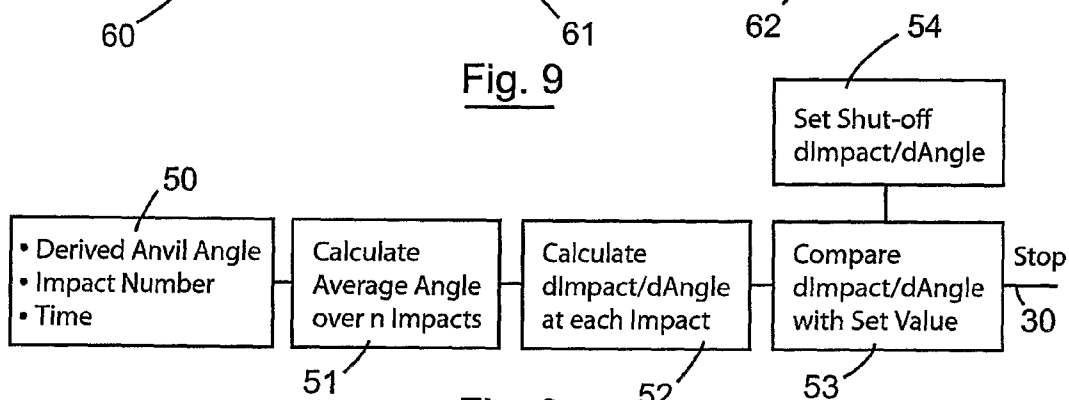 60
61
62
54
Fig. 9
Set Shut-off
dImpact/dAngle
50
• Derived Anvil Angle
• Impact Number
• Time
Calculate
Average Angle
over n Impacts
Calculate
dImpact/dAngle
at each Impact
Compare
dImpact/dAngle
with Set Value
Stop
30
51
52
53